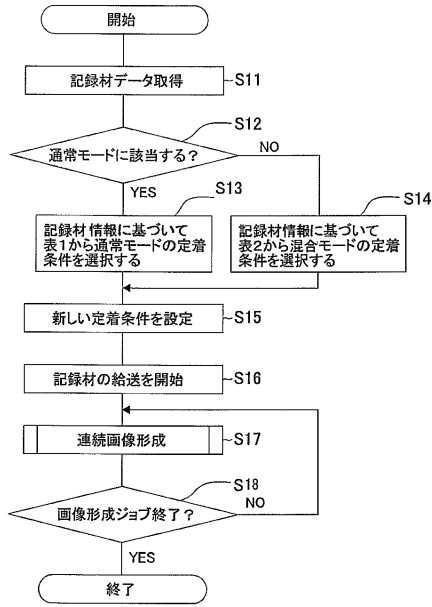 開始
記録材データ取得
S11
通常モードに該当する?
S12
NO
YES
S13
記録材情報に基づいて
表1から通常モードの定着
条件を選択する
S14
記録材情報に基づいて
表2から混合モードの定着
条件を選択する
新しい定着条件を設定
S15
記録材の給送を開始
S16
連続画像形成
S17
画像形成ジョブ終了?
S18
NO
YES
終了